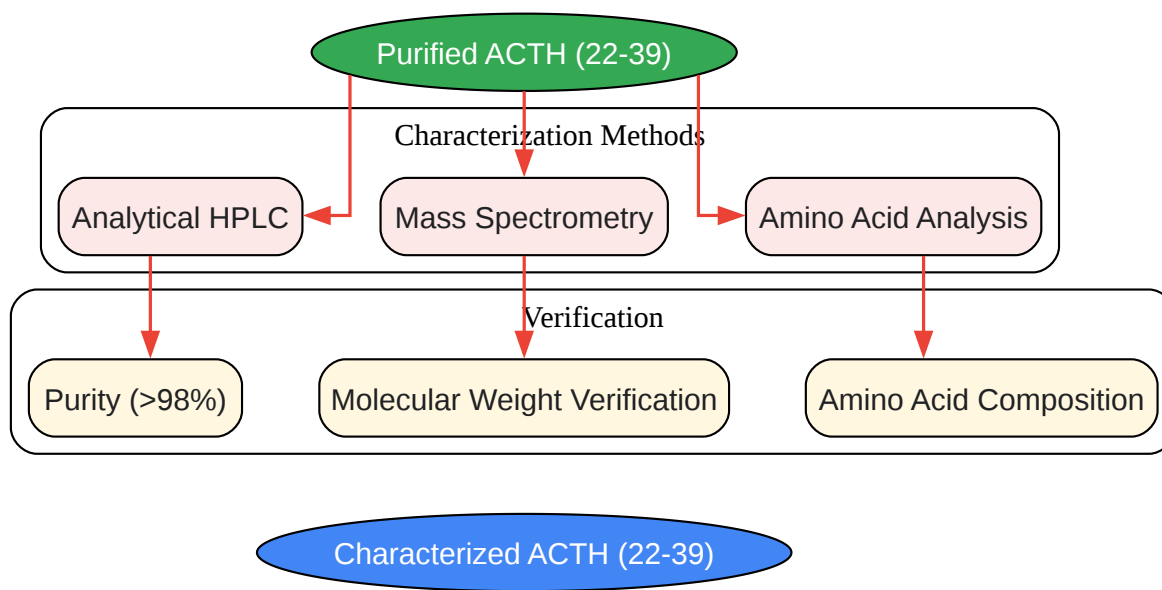 Purified ACTH (22-39)
Characterization Methods
Analytical HPLC
Mass Spectrometry
Amino Acid Analysis
Verification
Purity (>98%)
Molecular Weight Verification
Amino Acid Composition
Characterized ACTH (22-39)